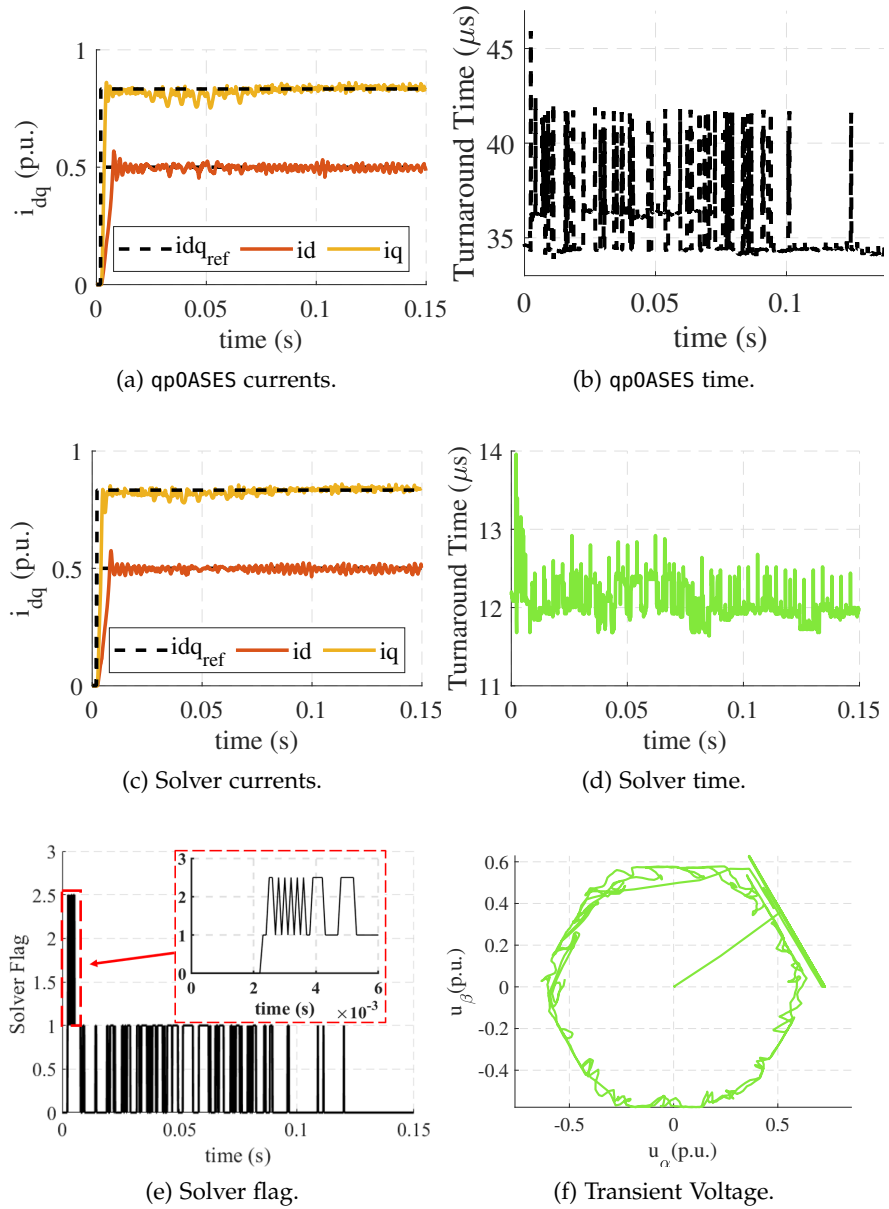 1
0.5
0
i_dq (p.u.)
idq_ref id iq
0 0.05 0.1 0.15
time (s)
(a) qpOASES currents.
45
40
35
Turnaround Time (μs)
0 0.05 0.1
time (s)
(b) qpOASES time.
1
0.5
0
i_dq (p.u.)
idq_ref id iq
0 0.05 0.1 0.15
time (s)
(c) Solver currents.
14
13
12
11
Turnaround Time (μs)
0 0.05 0.1 0.15
time (s)
(d) Solver time.
3
2.5
2
1.5
1
0.5
0
Solver Flag
3
2
1
0
0 2 4 6
time (s) ×10⁻³
0 0.05 0.1 0.15
time (s)
(e) Solver flag.
0.6
0.4
0.2
0
-0.2
-0.4
u_β(p.u.)
-0.5 0 0.5
u_α(p.u.)
(f) Transient Voltage.